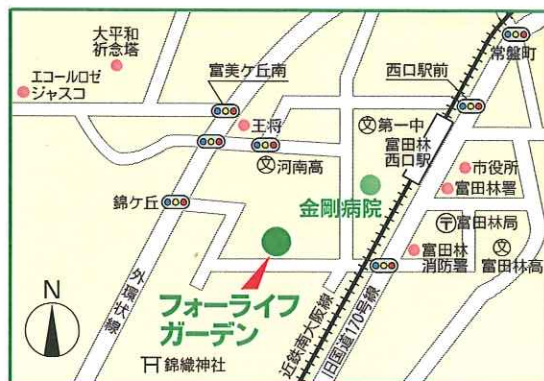 大平和
祈念塔
エコールロゼ
ジャスコ
富美ケ丘南
西口駅前
常盤町
王将
文 第一中
富田林
西口駅
文
河南高
市役所
富田林署
錦ケ丘
金剛病院
〒富田林局
富田林
消防署
文
富田林高
外環状線
フォーライフ
ガーデン
近鉄南大阪線
旧国道170号線
N
錦織神社